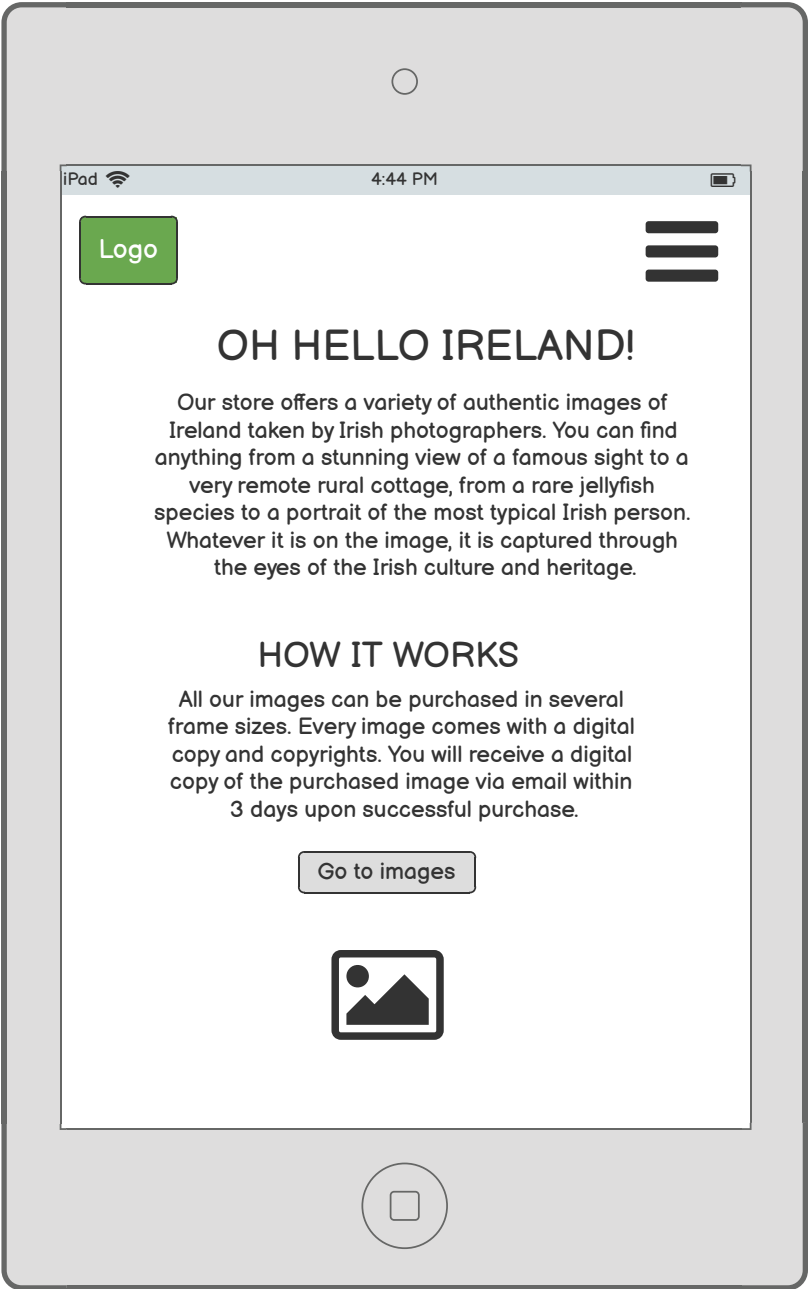 iPad 4:44 PM
Logo
OH HELLO IRELAND!
Our store offers a variety of authentic images of
Ireland taken by Irish photographers. You can find
anything from a stunning view of a famous sight to a
very remote rural cottage, from a rare jellyfish
species to a portrait of the most typical Irish person.
Whatever it is on the image, it is captured through
the eyes of the Irish culture and heritage.
HOW IT WORKS
All our images can be purchased in several
frame sizes. Every image comes with a digital
copy and copyrights. You will receive a digital
copy of the purchased image via email within
3 days upon successful purchase.
Go to images